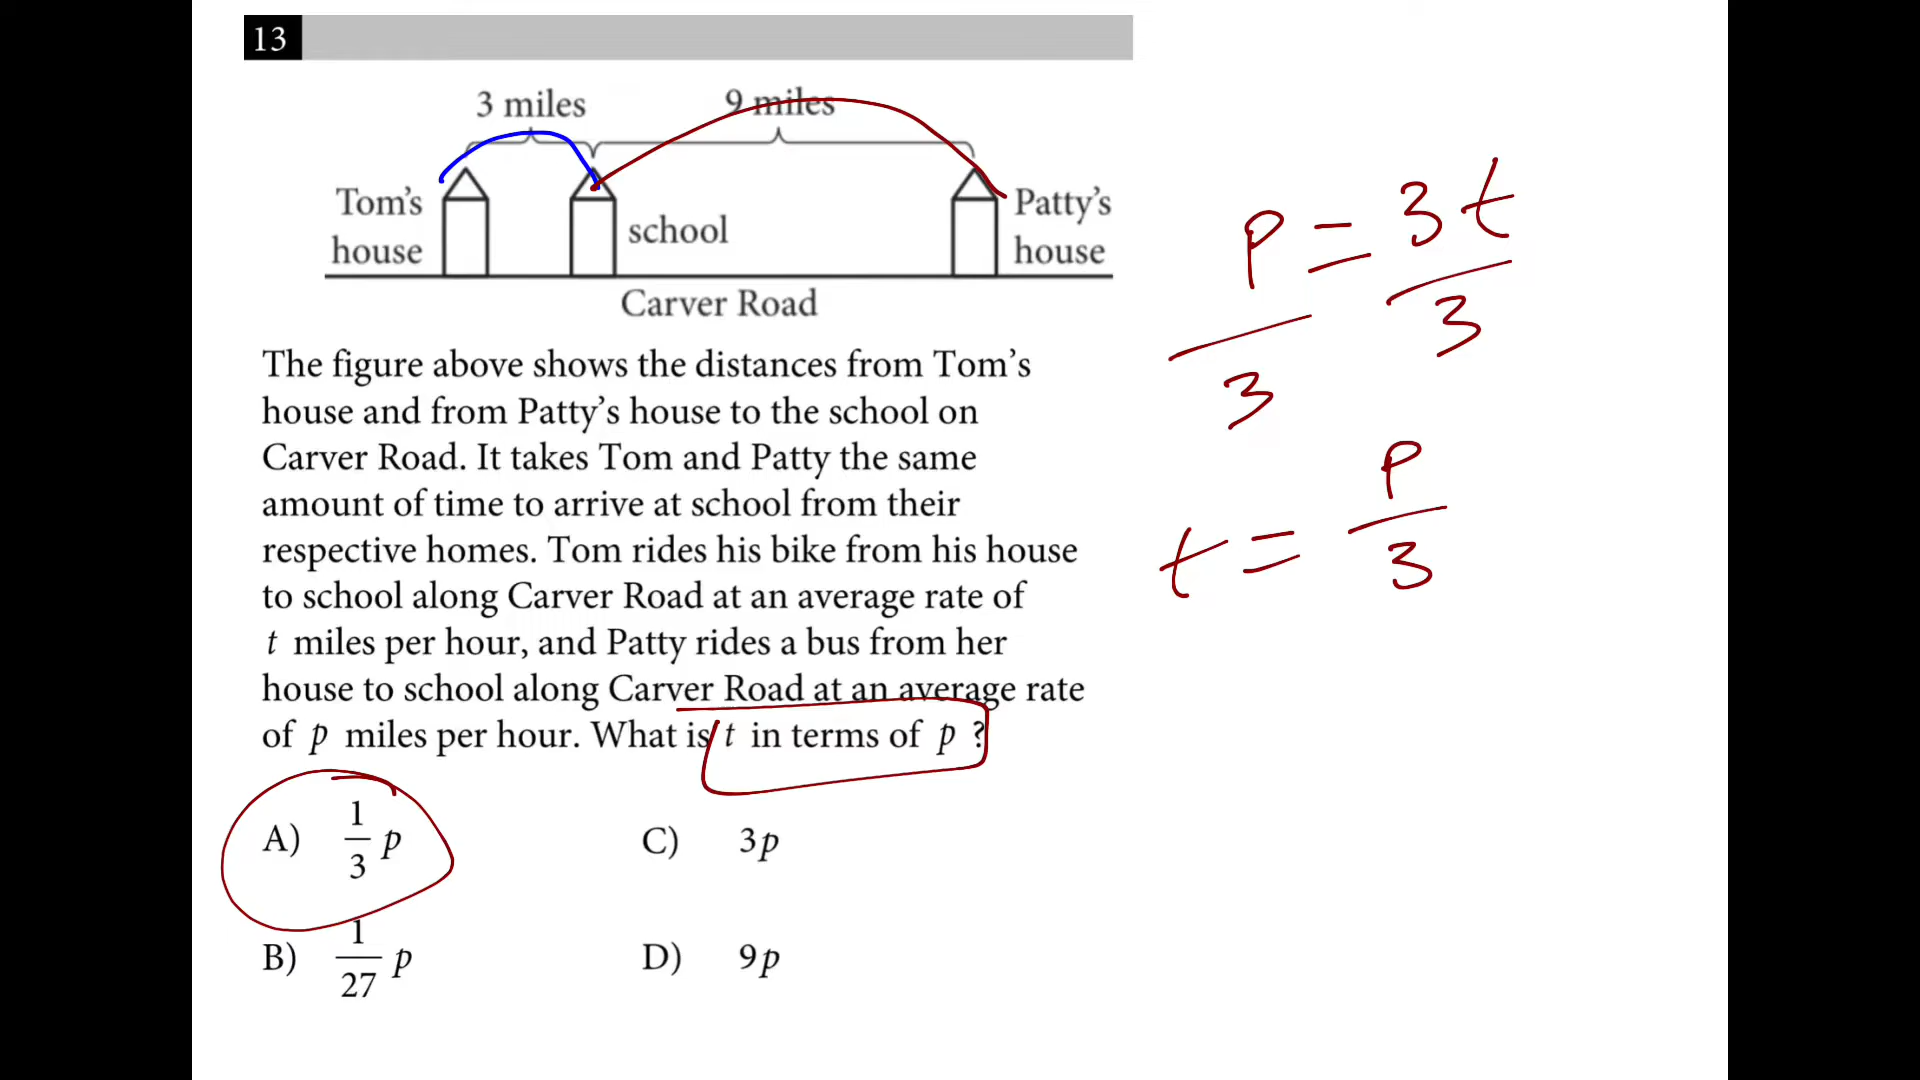 13
3 miles
9 miles
Tom's
house
school
Patty's
house
Carver Road
The figure above shows the distances from Tom's
house and from Patty's house to the school on
Carver Road. It takes Tom and Patty the same
amount of time to arrive at school from their
respective homes. Tom rides his bike from his house
to school along Carver Road at an average rate of
t miles per hour, and Patty rides a bus from her
house to school along Carver Road at an average rate
of p miles per hour. What is t in terms of p ?
A) 1/3 p
B) 1/27 p
C) 3p
D) 9p
p = 3t
3 3
t = p/3